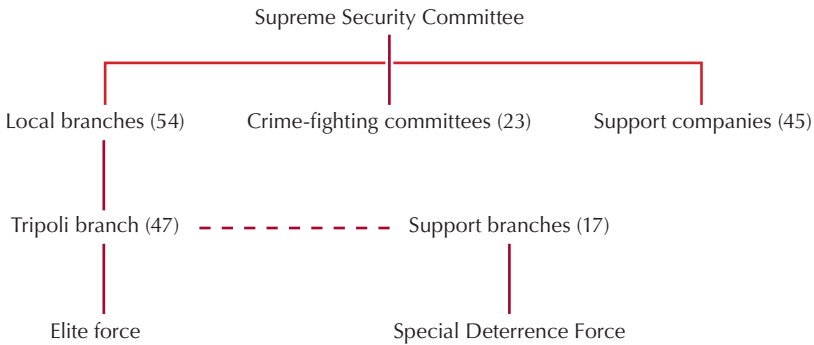 Supreme Security Committee
Local branches (54)
Crime-fighting committees (23)
Support companies (45)
Tripoli branch (47)
Support branches (17)
Elite force
Special Deterrence Force